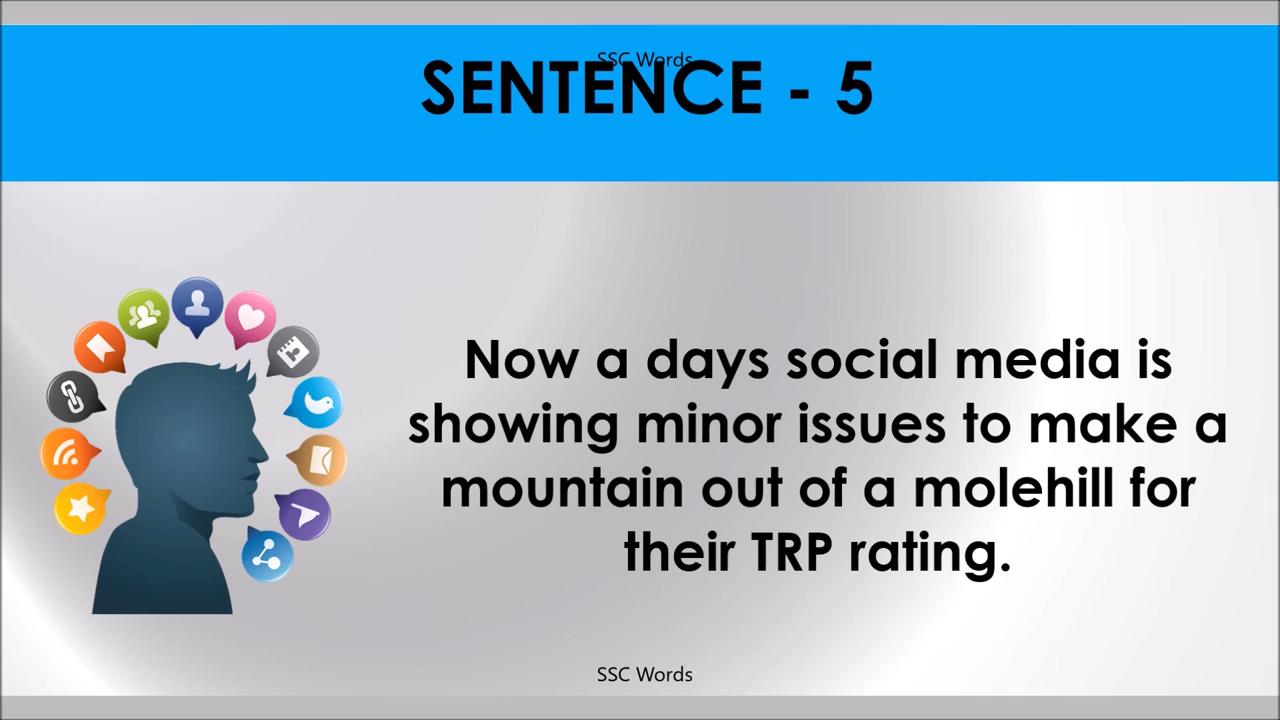 SSC Words
SENTENCE - 5
Now a days social media is
showing minor issues to make a
mountain out of a molehill for
their TRP rating.
SSC Words